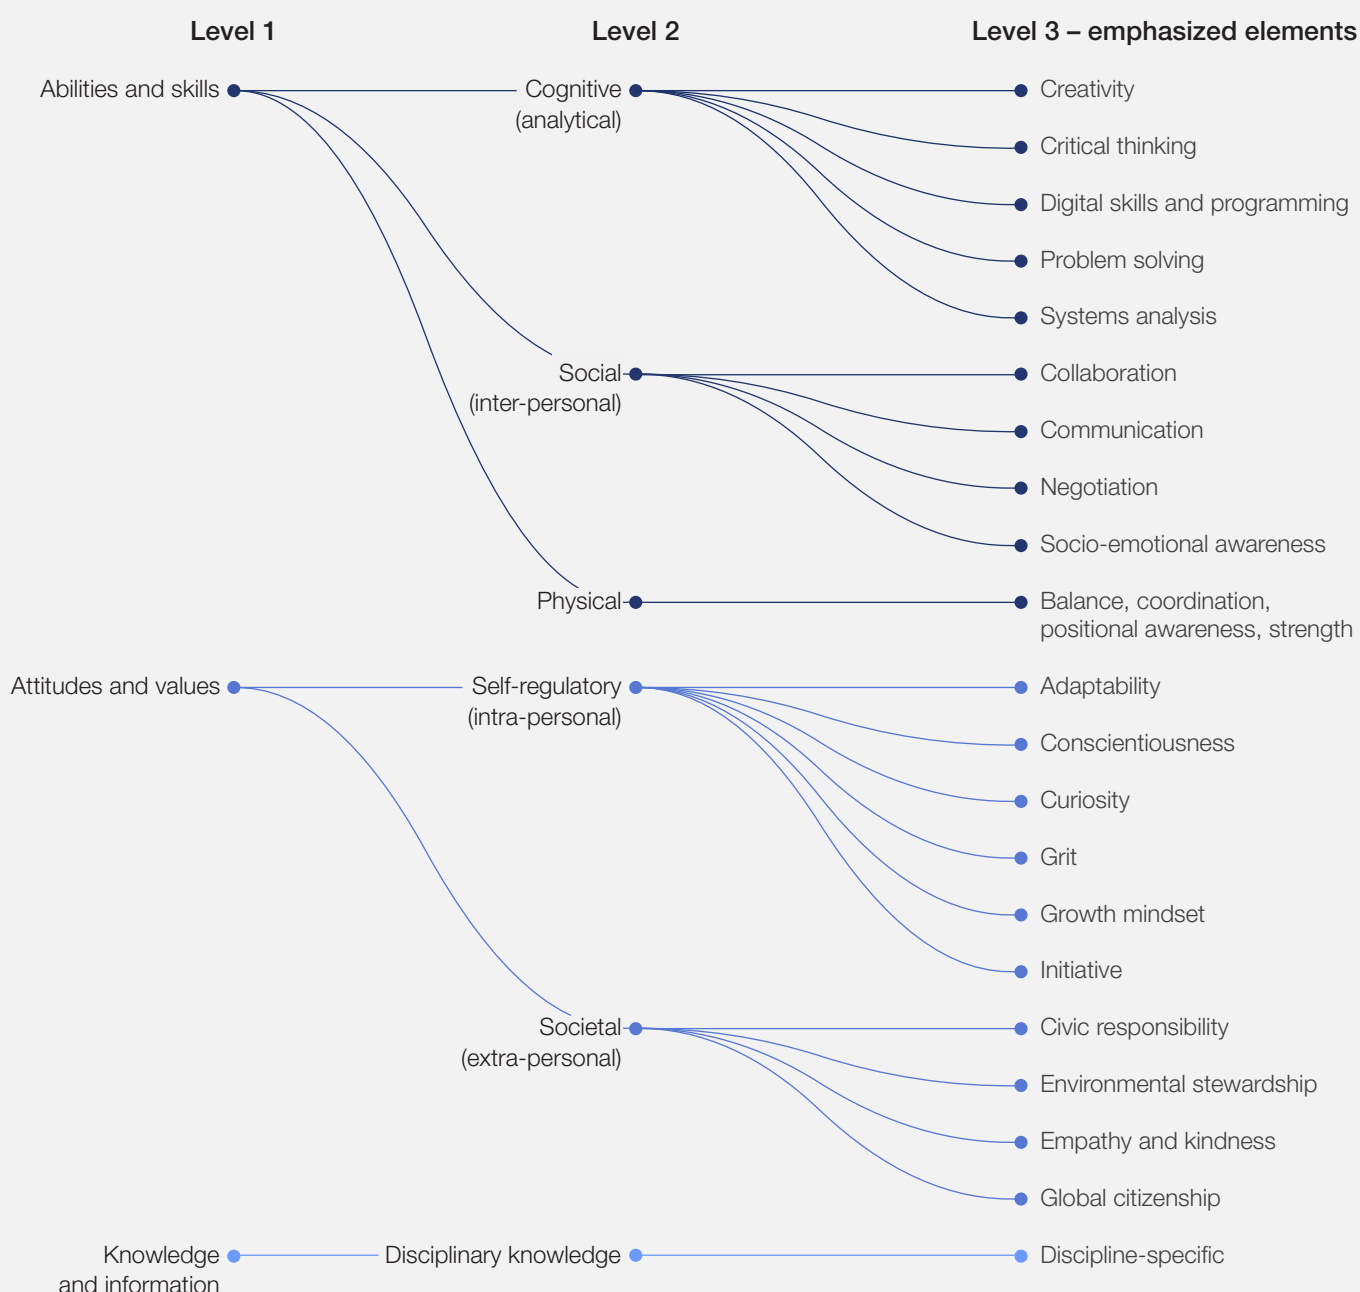 Level 1
Level 2
Level 3 – emphasized elements
Abilities and skills
Cognitive
(analytical)
Creativity
Critical thinking
Digital skills and programming
Problem solving
Systems analysis
Social
(inter-personal)
Collaboration
Communication
Negotiation
Socio-emotional awareness
Physical
Balance, coordination,
positional awareness, strength
Attitudes and values
Self-regulatory
(intra-personal)
Adaptability
Conscientiousness
Curiosity
Grit
Growth mindset
Initiative
Societal
(extra-personal)
Civic responsibility
Environmental stewardship
Empathy and kindness
Global citizenship
Knowledge
and information
Disciplinary knowledge
Discipline-specific